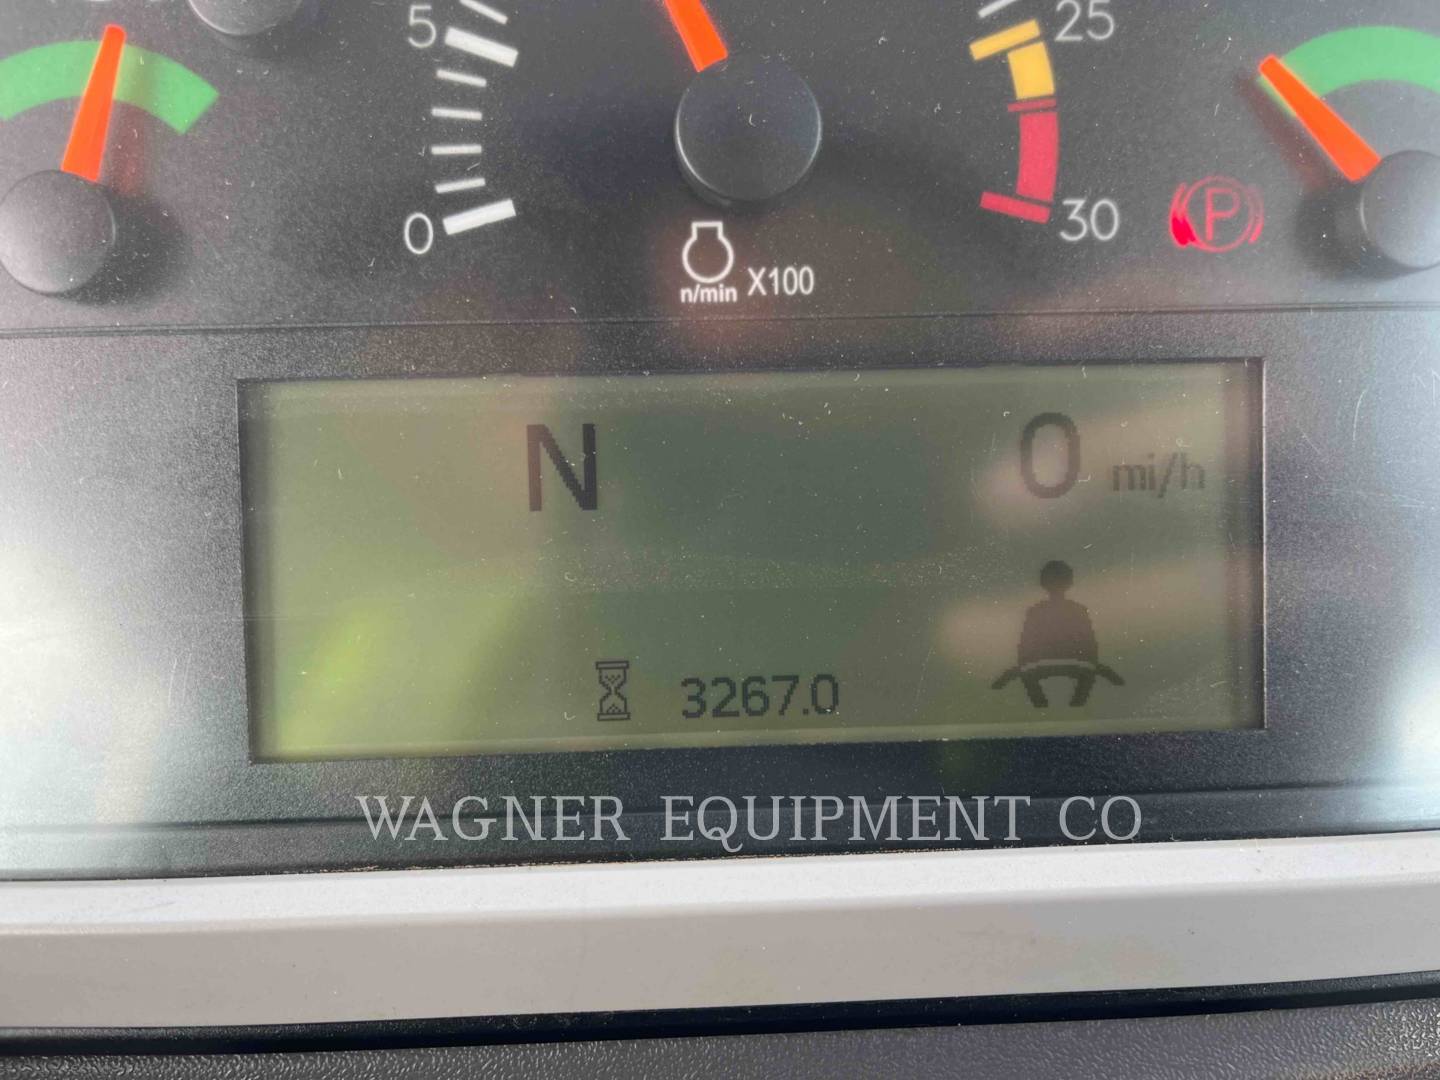 5
25
0
30
P
n/min X100
N
0 mi/h
3267.0
WAGNER EQUIPMENT CO